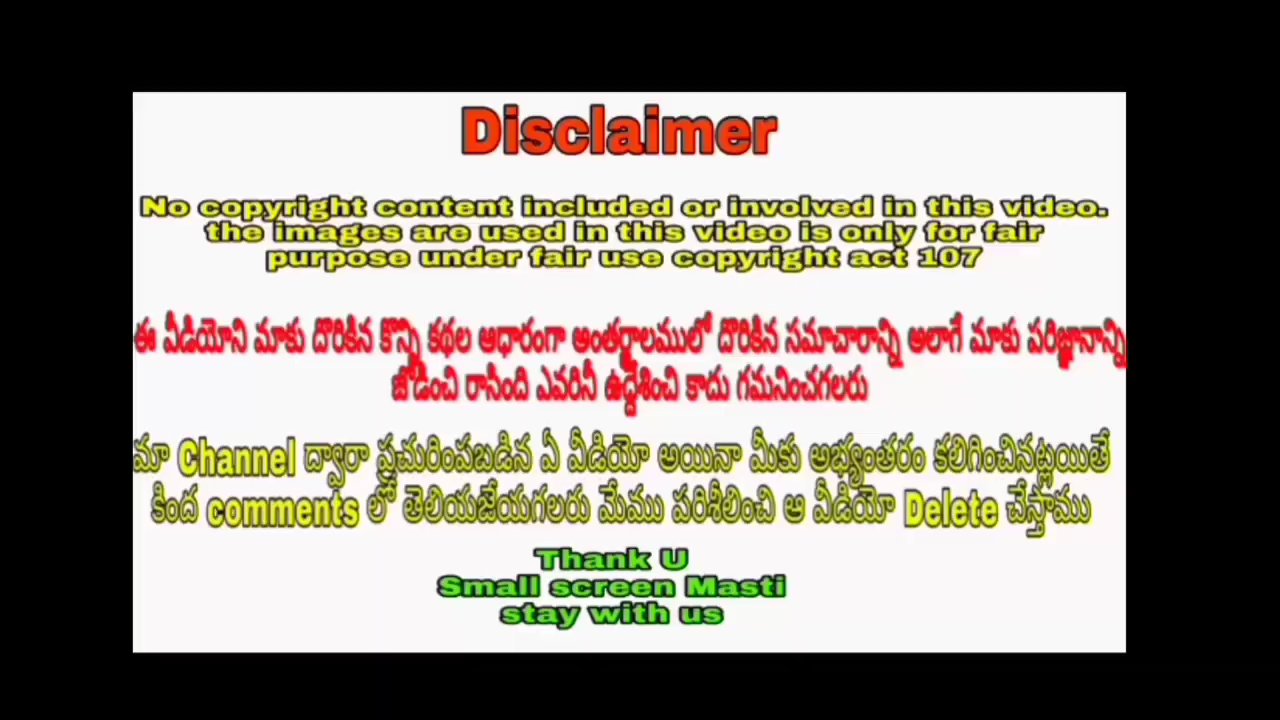 Disclaimer
No copyright content included or involved in this video.
the images are used in this video is only for fair
purpose under fair use copyright act 107
ఈ వీడియోని మాకు దొరికిన కొన్ని కథల ఆధారంగా అంతర్జాలములో దొరికిన సమాచారాన్ని అలాగే మాకు పరిజ్ఞానాన్ని
జోడించి రాసింది ఎవరినీ ఉద్దేశించి కాదు గమనించగలరు
మా Channel ద్వారా ప్రచురింపబడిన ఏ వీడియో అయినా మీకు అభ్యంతరం కలిగించినట్లయితే
కింద comments లో తెలియజేయగలరు మేము పరిశీలించి ఆ వీడియో Delete చేస్తాము
Thank U
Small screen Masti
stay with us